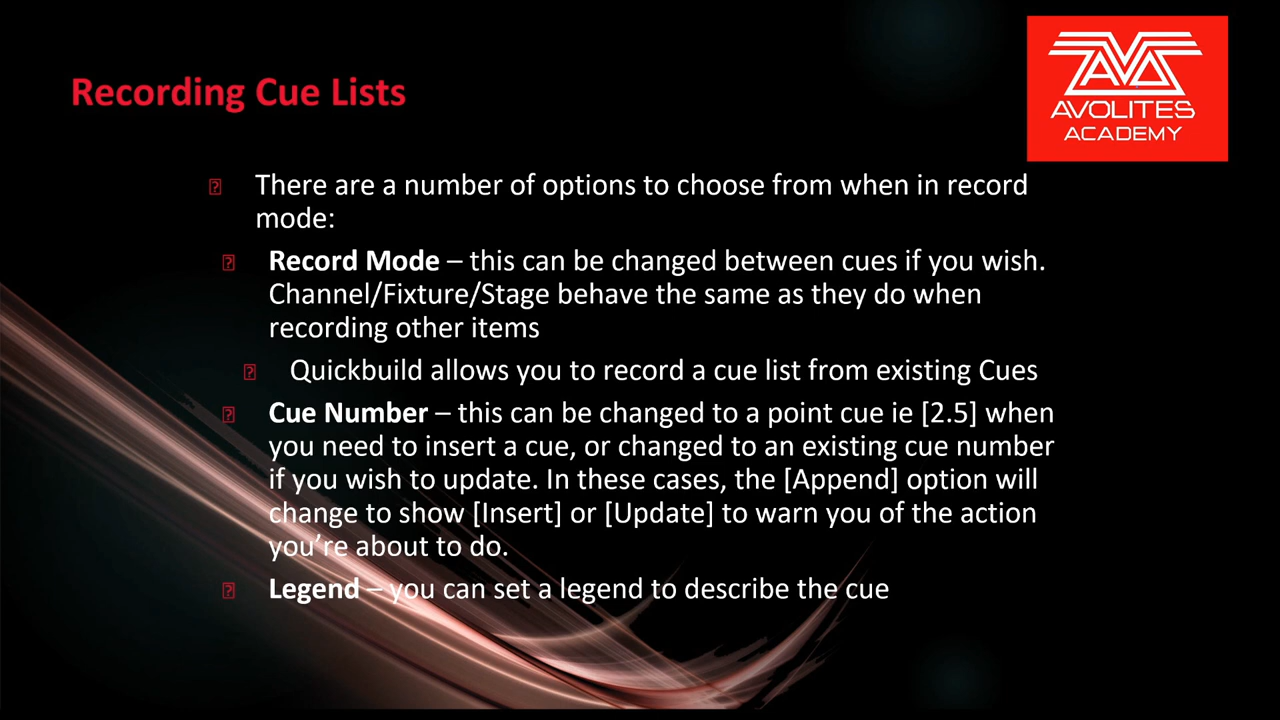 Recording Cue Lists
AVOLITES
ACADEMY
There are a number of options to choose from when in record
mode:
Record Mode – this can be changed between cues if you wish.
Channel/Fixture/Stage behave the same as they do when
recording other items
Quickbuild allows you to record a cue list from existing Cues
Cue Number – this can be changed to a point cue ie [2.5] when
you need to insert a cue, or changed to an existing cue number
if you wish to update. In these cases, the [Append] option will
change to show [Insert] or [Update] to warn you of the action
you’re about to do.
Legend – you can set a legend to describe the cue